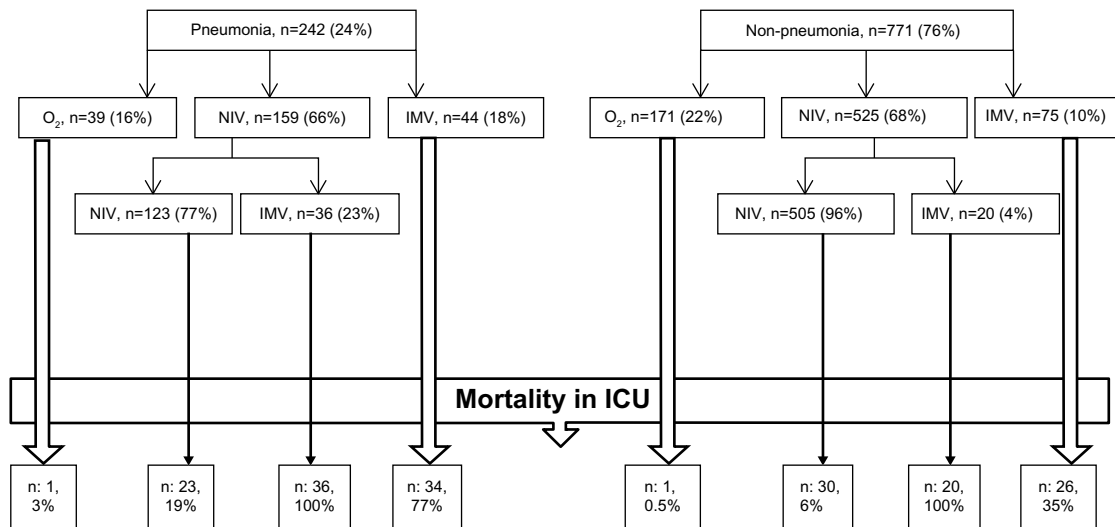 Pneumonia, n=242 (24%)
Non-pneumonia, n=771 (76%)
O₂, n=39 (16%)
NIV, n=159 (66%)
IMV, n=44 (18%)
O₂, n=171 (22%)
NIV, n=525 (68%)
IMV, n=75 (10%)
NIV, n=123 (77%)
IMV, n=36 (23%)
NIV, n=505 (96%)
IMV, n=20 (4%)
Mortality in ICU
n: 1,
3%
n: 23,
19%
n: 36,
100%
n: 34,
77%
n: 1,
0.5%
n: 30,
6%
n: 20,
100%
n: 26,
35%